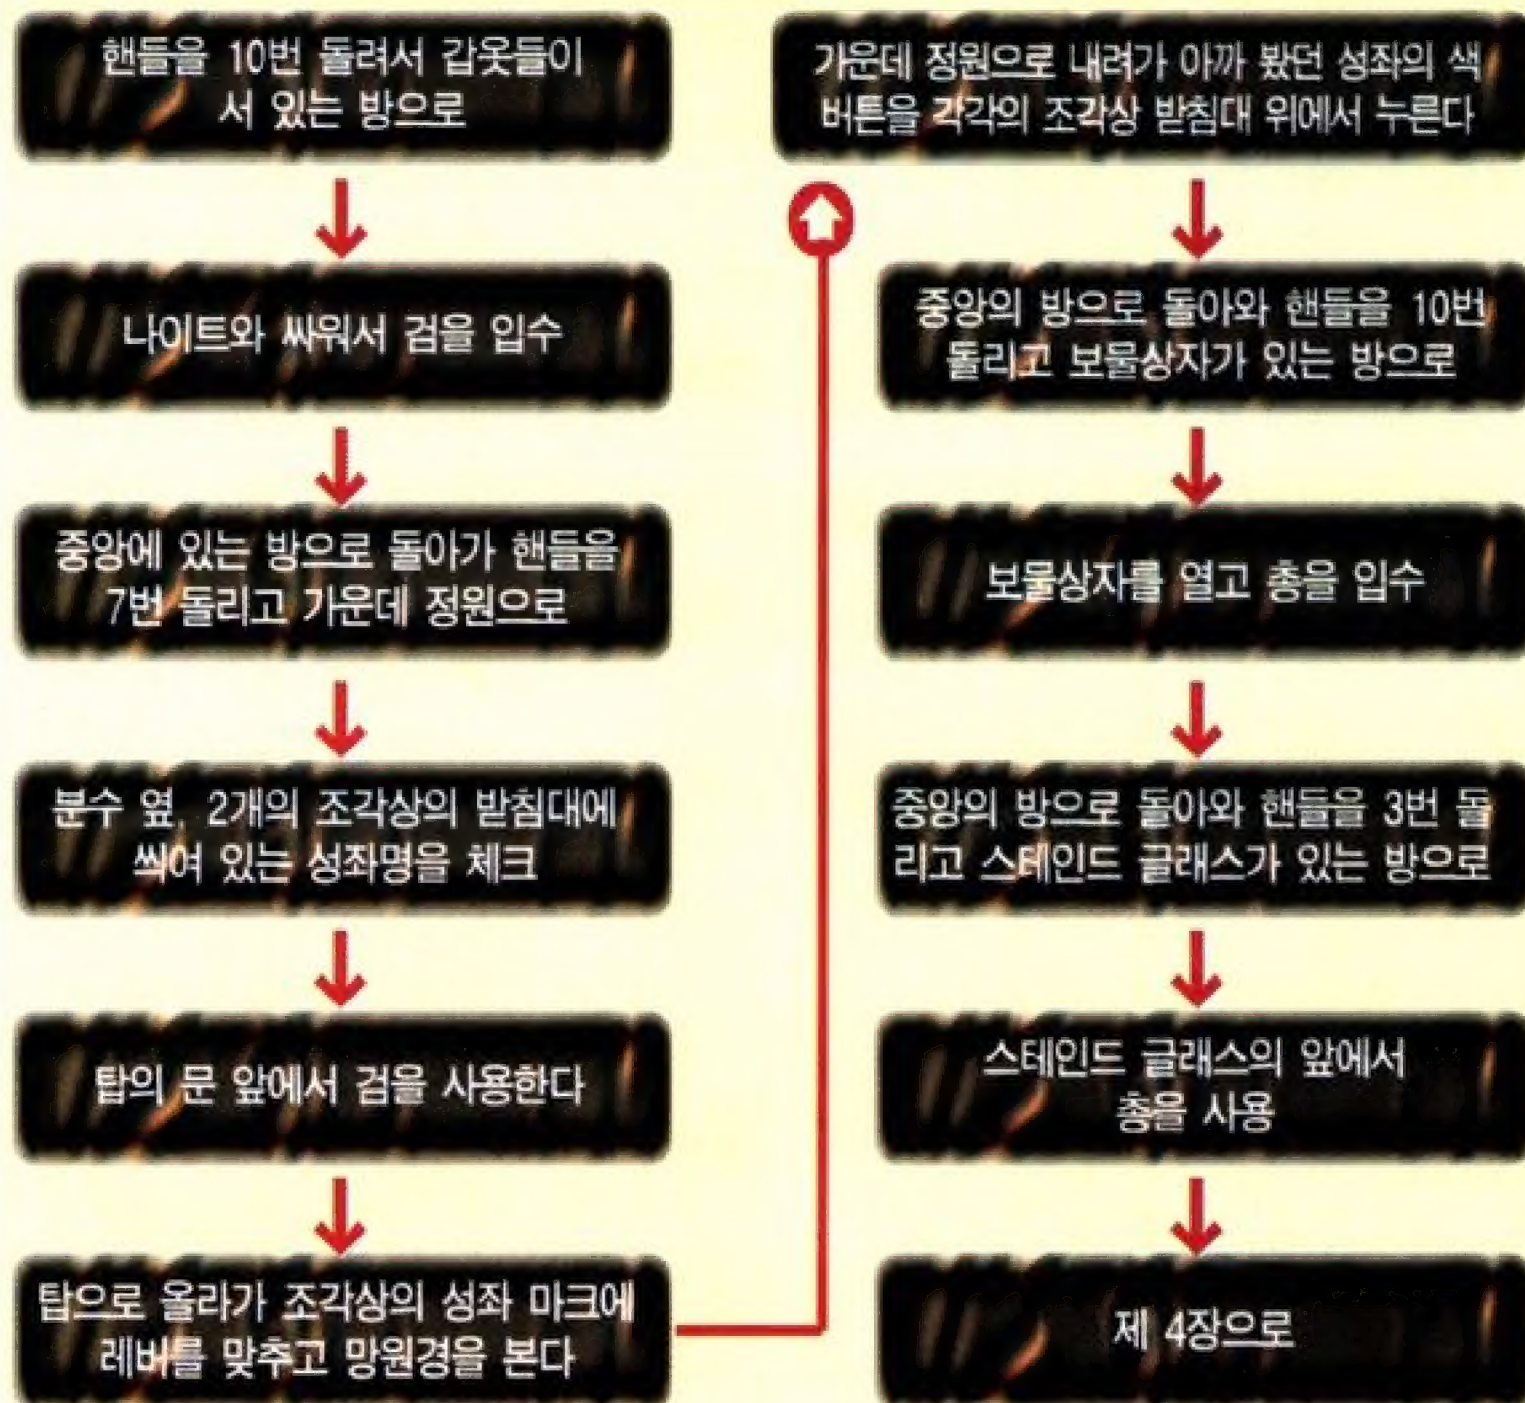 핸들을 10번 돌려서 갑옷들이
서 있는 방으로
나이트와 싸워서 검을 입수
중앙에 있는 방으로 돌아가 핸들을
7번 돌리고 가운데 정원으로
분수 옆, 2개의 조각상의 받침대에
씌여 있는 성좌명을 체크
탑의 문 앞에서 검을 사용한다
탑으로 올라가 조각상의 성좌 마크에
레버를 맞추고 망원경을 본다
가운데 정원으로 내려가 아까 봤던 성좌의 색
버튼을 각각의 조각상 받침대 위에서 누른다
중앙의 방으로 돌아와 핸들을 10번
돌리고 보물상자가 있는 방으로
보물상자를 열고 총을 입수
중앙의 방으로 돌아와 핸들을 3번 돌
리고 스테인드 글래스가 있는 방으로
스테인드 글래스의 앞에서
총을 사용
제 4장으로